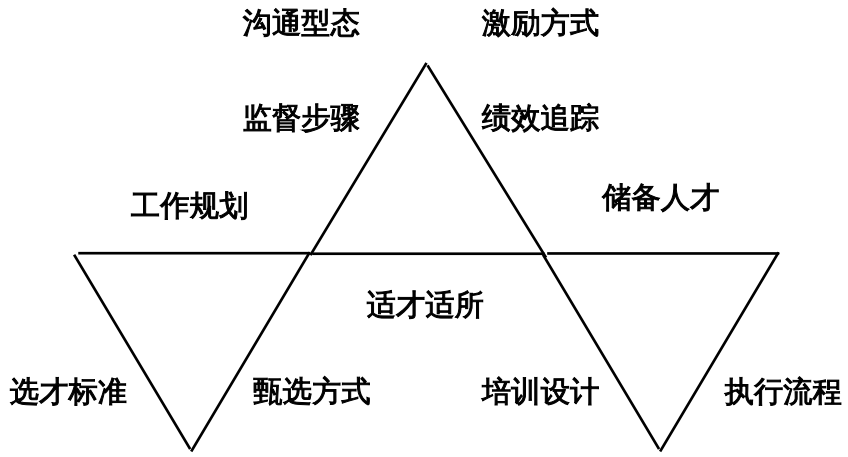 沟通型态
激励方式
监督步骤
绩效追踪
工作规划
储备人才
适才适所
选才标准
甄选方式
培训设计
执行流程